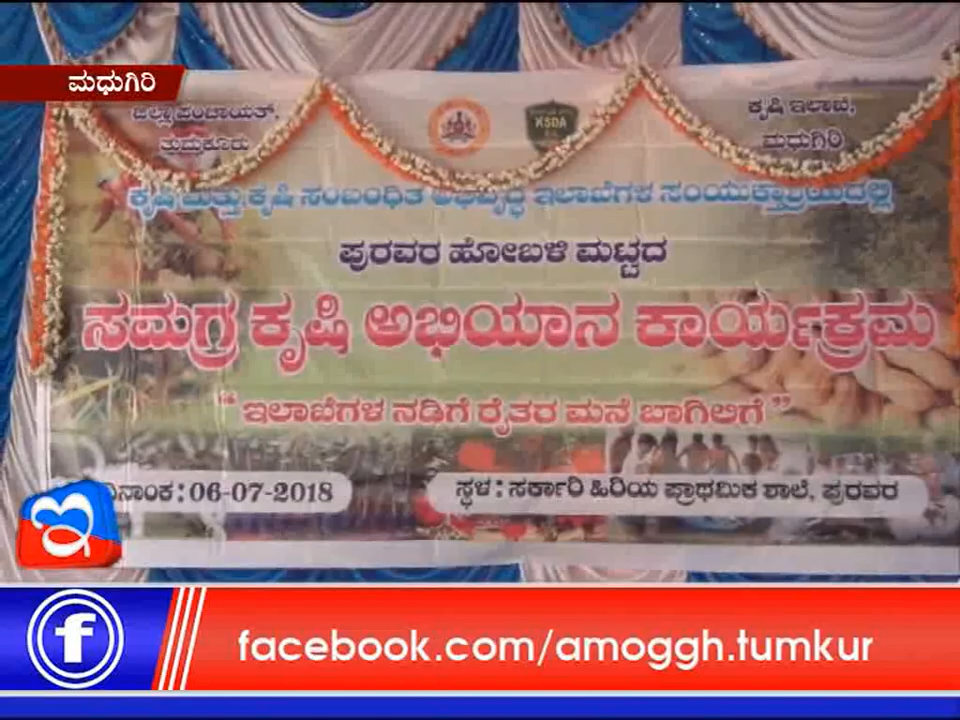 ಮಧುಗಿರಿ
ಜಿಲ್ಲಾ ಪಂಚಾಯತ್,
ತುಮಕೂರು
KSDA
ಕೃಷಿ ಇಲಾಖೆ,
ಮಧುಗಿರಿ
ಕೃಷಿ ಮತ್ತು ಕೃಷಿ ಸಂಬಂಧಿತ ಅಭಿವೃದ್ಧಿ ಇಲಾಖೆಗಳ ಸಂಯುಕ್ತಾಶ್ರಯದಲ್ಲಿ
ಪುರವರ ಹೋಬಳಿ ಮಟ್ಟದ
ಸಮಗ್ರ ಕೃಷಿ ಅಭಿಯಾನ ಕಾರ್ಯಕ್ರಮ
“ಇಲಾಖೆಗಳ ನಡಿಗೆ ರೈತರ ಮನೆ ಬಾಗಿಲಿಗೆ”
ದಿನಾಂಕ:06-07-2018
ಸ್ಥಳ: ಸರ್ಕಾರಿ ಹಿರಿಯ ಪ್ರಾಥಮಿಕ ಶಾಲೆ, ಪುರವರ
ಇ
f facebook.com/amoggh.tumkur